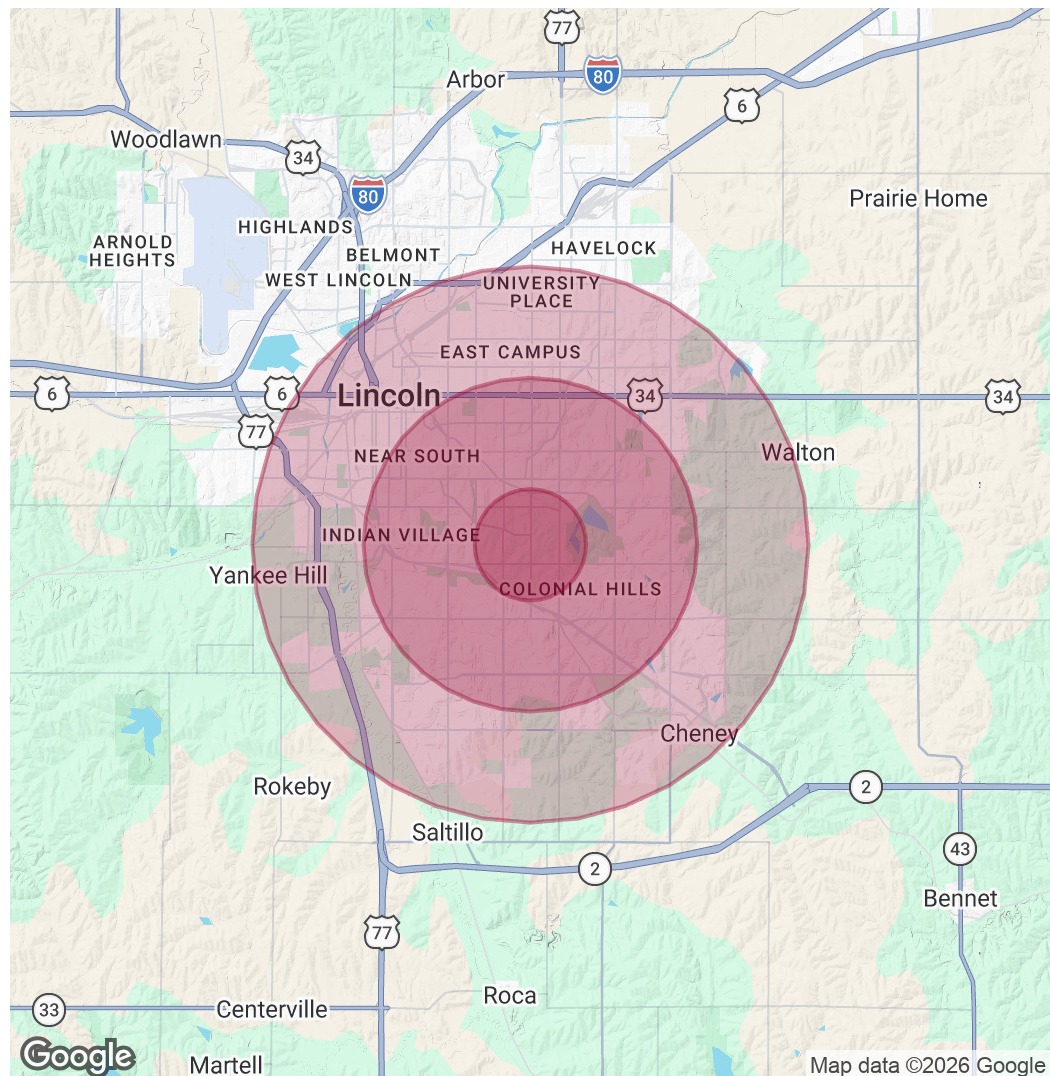 77
Arbor
80
6
Woodlawn
34
80
Prairie Home
HIGHLANDS
ARNOLD
HEIGHTS
BELMONT
HAVELOCK
WEST LINCOLN
UNIVERSITY
PLACE
EAST CAMPUS
6
6
Lincoln
34
34
77
NEAR SOUTH
Walton
INDIAN VILLAGE
Yankee Hill
COLONIAL HILLS
Cheney
Rokeby
2
Saltillo
43
2
Bennet
77
Roca
33
Centerville
Google
Martell
Map data ©2026 Google